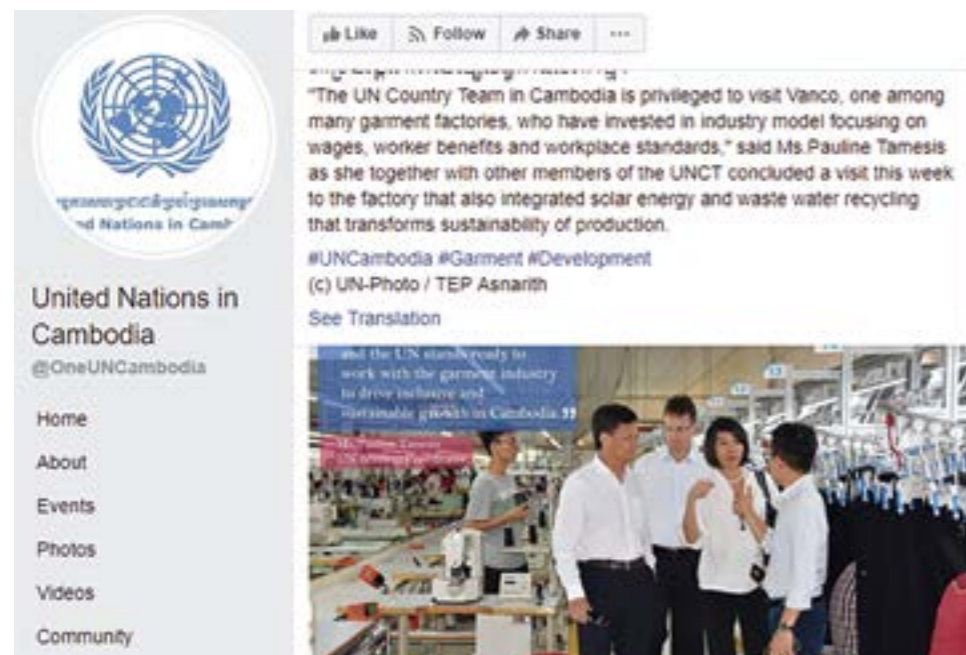 Like Follow Share ...
"The UN Country Team in Cambodia is privileged to visit Vanco, one among
many garment factories, who have invested in industry model focusing on
wages, worker benefits and workplace standards," said Ms.Pauline Tamesis
as she together with other members of the UNCT concluded a visit this week
to the factory that also integrated solar energy and waste water recycling
that transforms sustainability of production.
#UNCambodia #Garment #Development
(c) UN-Photo / TEP Asnarith
See Translation
ed Nations in Camb
United Nations in
Cambodia
@OneUNCambodia
Home
About
Events
Photos
Videos
Community
and the UN stands ready to
work with the garment industry
to drive inclusive and
sustainable growth in Cambodia.”